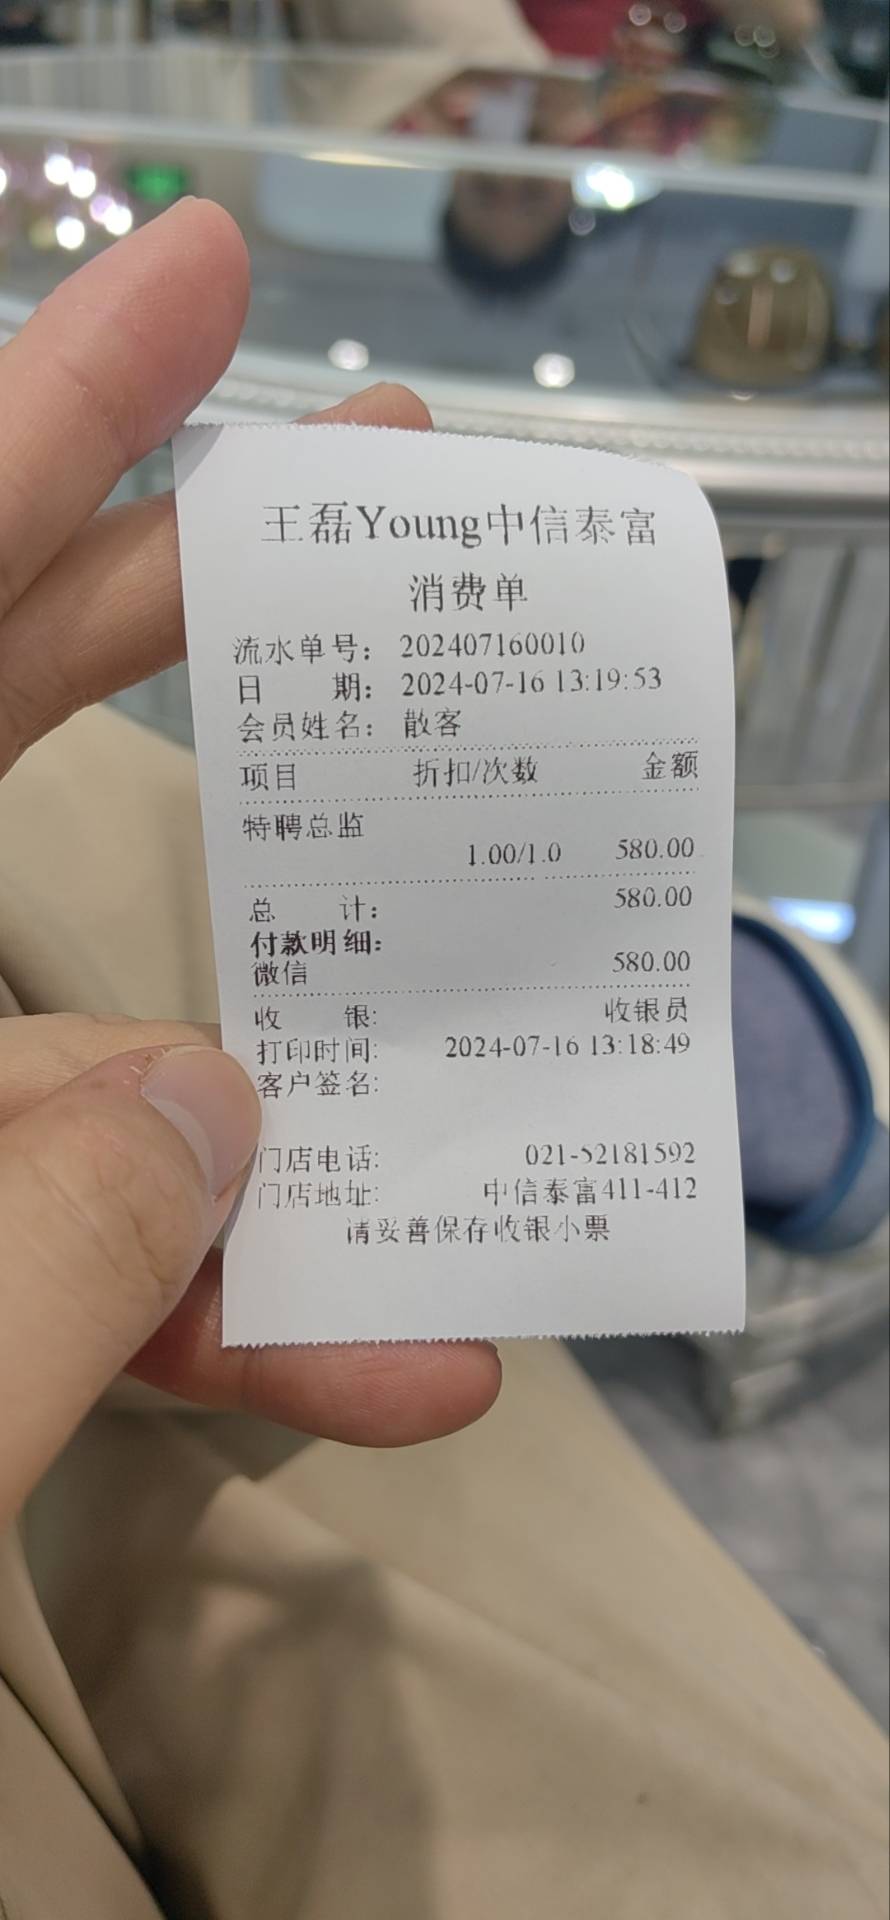 王磊Young中信泰富
消费单
流水单号： 202407160010
日　　期： 2024-07-16 13:19:53
会员姓名： 散客
项目 折扣/次数 金额
特聘总监
1.00/1.0 580.00
总　　计： 580.00
付款明细：
微信 580.00
收　　银: 收银员
打印时间: 2024-07-16 13:18:49
客户签名:
门店电话: 021-52181592
门店地址: 中信泰富411-412
请妥善保存收银小票